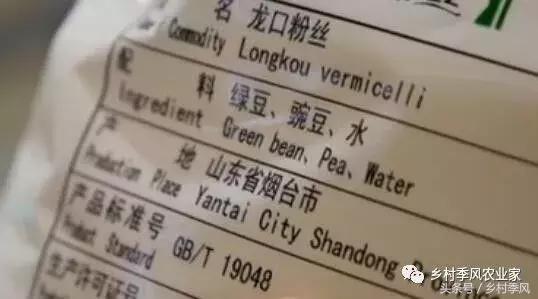 名 龙口粉丝
Commodity Longkou vermicelli
配 料 绿豆、豌豆、水
Ingredient Green bean、Pea、Water
产 地 山东省烟台市
Production Place Yantai City Shandong
产品标准号 GB/T 19048
Product Standard
生产许可证号
乡村季风农业家
头条号/乡村季风